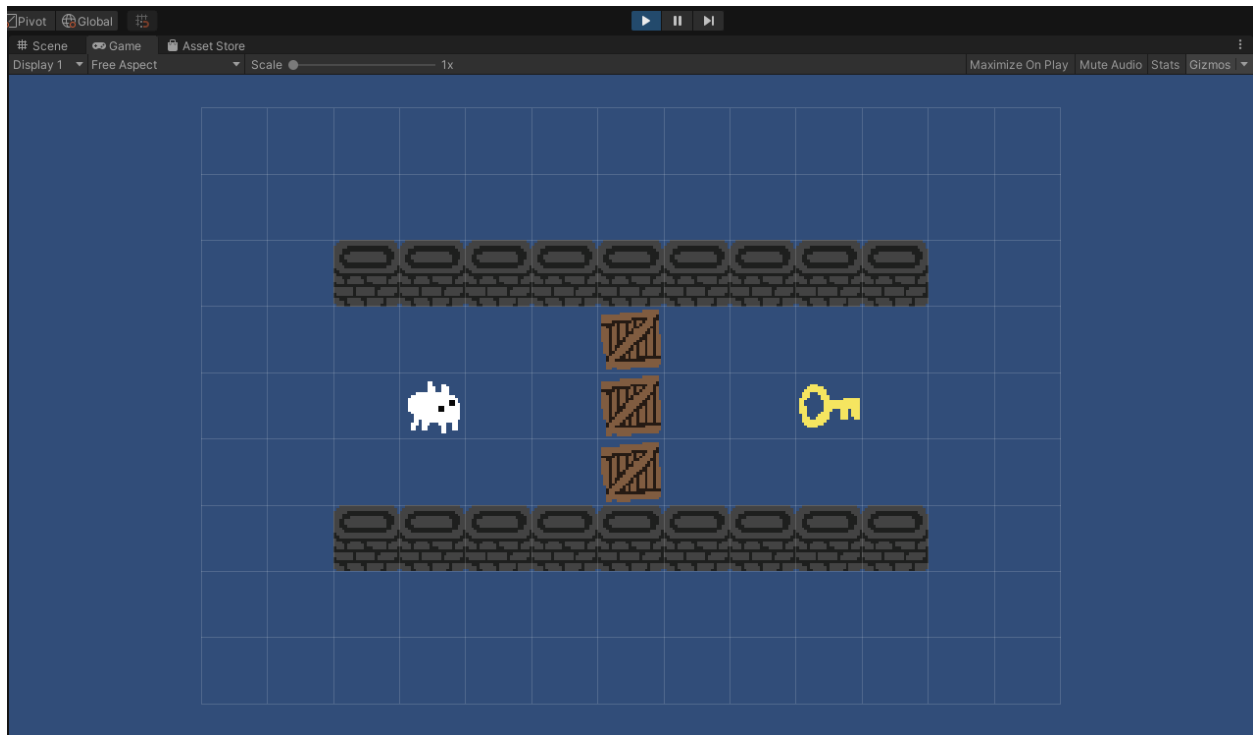 Pivot Global
Scene Game Asset Store
Display 1 Free Aspect Scale 1x Maximize On Play Mute Audio Stats Gizmos